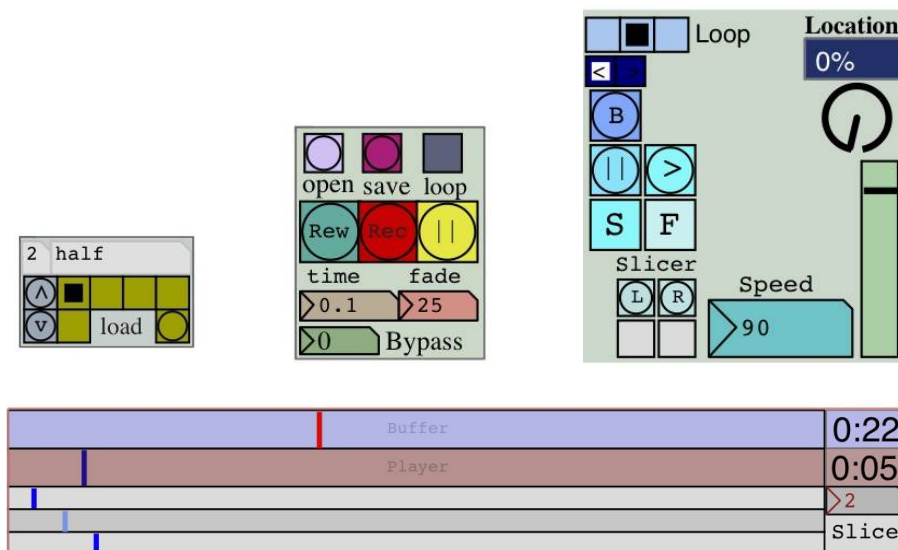 Loop
Location
0%
< >
B
|| >
S F
Slicer
L R
Speed
90
open save loop
Rew Rec ||
time fade
0.1 25
0 Bypass
2 half
^
v load
Buffer 0:22
Player 0:05
2
Slice